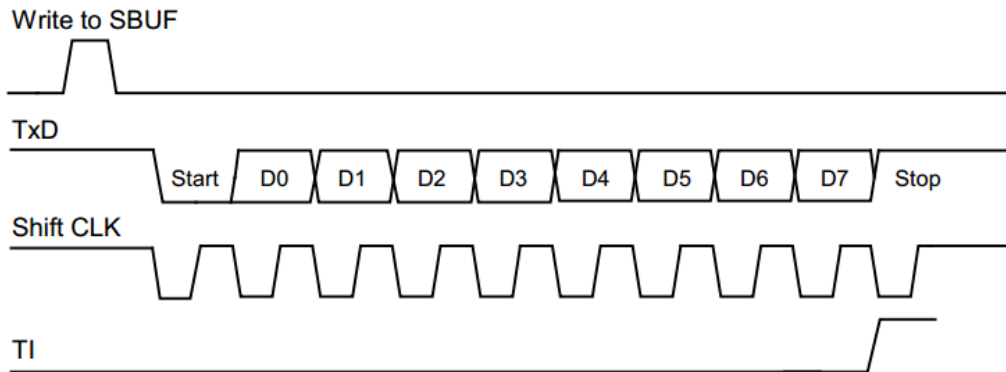 Write to SBUF
TxD
Start D0 D1 D2 D3 D4 D5 D6 D7 Stop
Shift CLK
TI